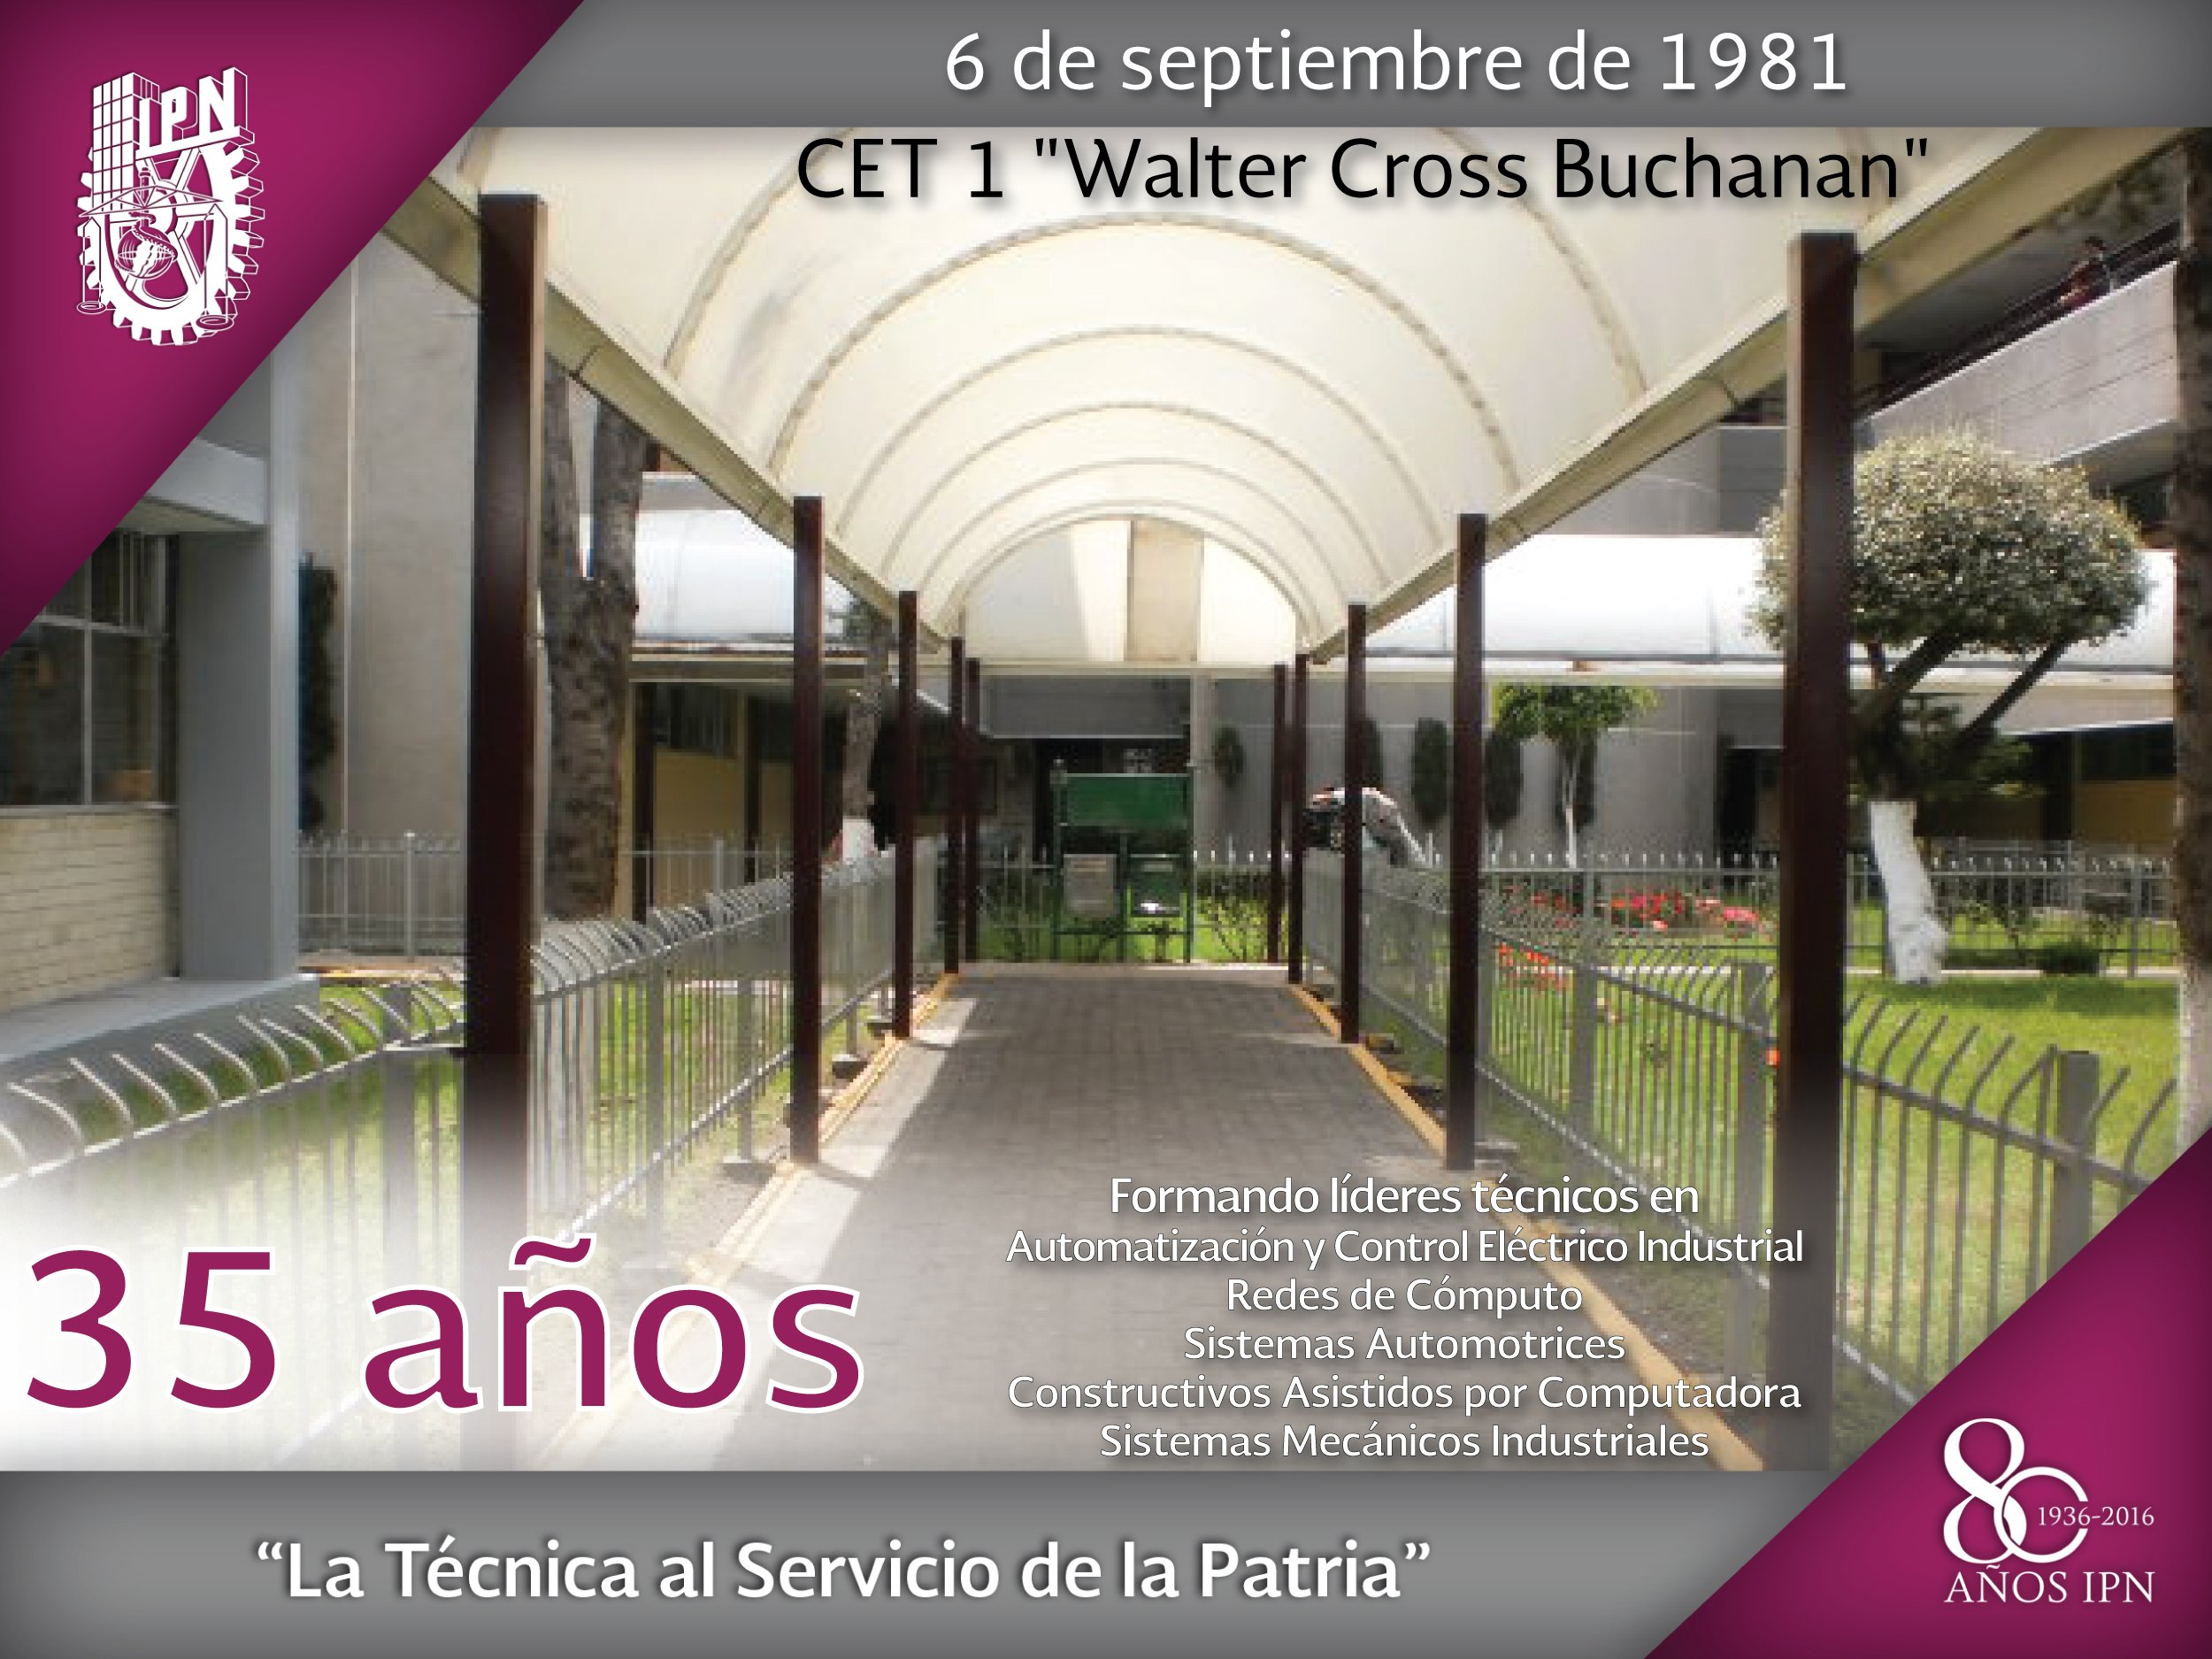 IPN
6 de septiembre de 1981
CET 1 "Walter Cross Buchanan"
35 años
Formando líderes técnicos en
Automatización y Control Eléctrico Industrial
Redes de Cómputo
Sistemas Automotrices
Constructivos Asistidos por Computadora
Sistemas Mecánicos Industriales
“La Técnica al Servicio de la Patria”
80
1936-2016
AÑOS IPN